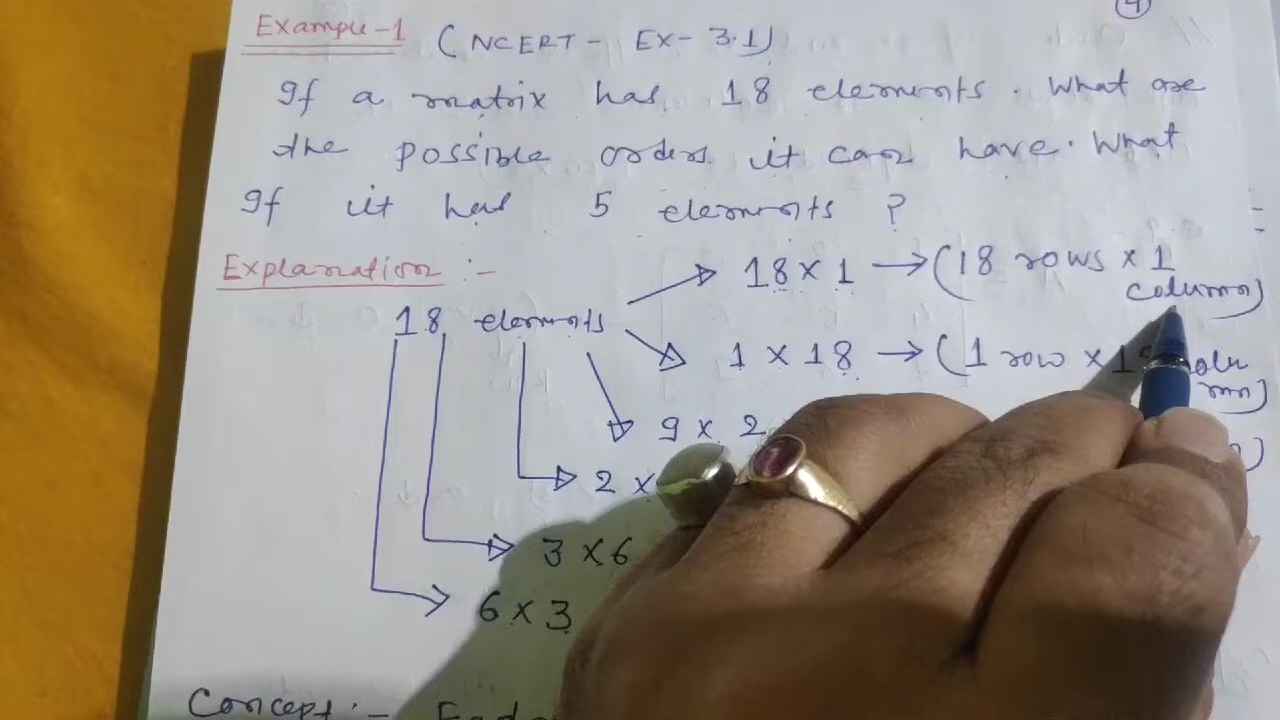 Example-1 (NCERT- EX- 3.1)
4
If a matrix has 18 elements. What are
the possible orders it can have. What
If it has 5 elements ?
Explanation :-
18 × 1 → (18 rows × 1
column)
18 elements
1 × 18 → (1 row ×
9 × 2
2 ×
3 × 6
6 × 3
Concept :-